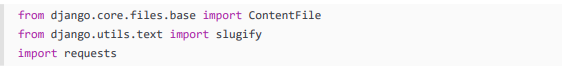 from django.core.files.base import ContentFile
from django.utils.text import slugify
import requests